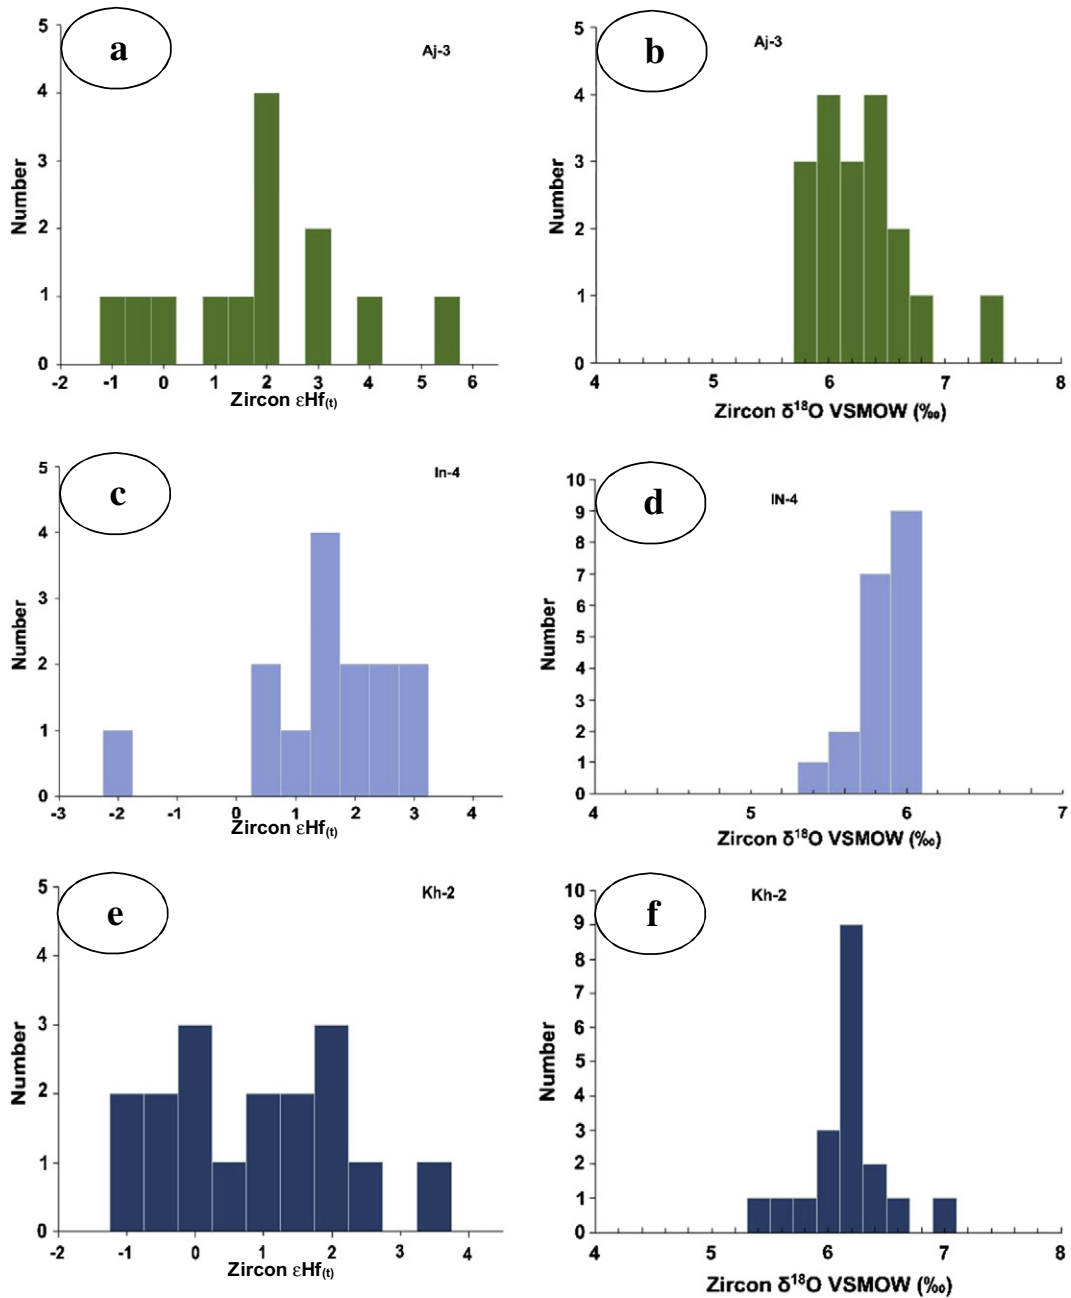 a
Aj-3
5
4
3
2
1
0
Number
-2 -1 0 1 2 3 4 5 6
Zircon εHf(t)
b
Aj-3
5
4
3
2
1
0
Number
4 5 6 7 8
Zircon δ¹⁸O VSMOW (‰)
c
In-4
5
4
3
2
1
0
Number
-3 -2 -1 0 1 2 3 4
Zircon εHf(t)
d
IN-4
10
9
8
7
6
5
4
3
2
1
0
Number
4 5 6 7
Zircon δ¹⁸O VSMOW (‰)
e
Kh-2
5
4
3
2
1
0
Number
-2 -1 0 1 2 3 4
Zircon εHf(t)
f
Kh-2
10
9
8
7
6
5
4
3
2
1
0
Number
4 5 6 7 8
Zircon δ¹⁸O VSMOW (‰)